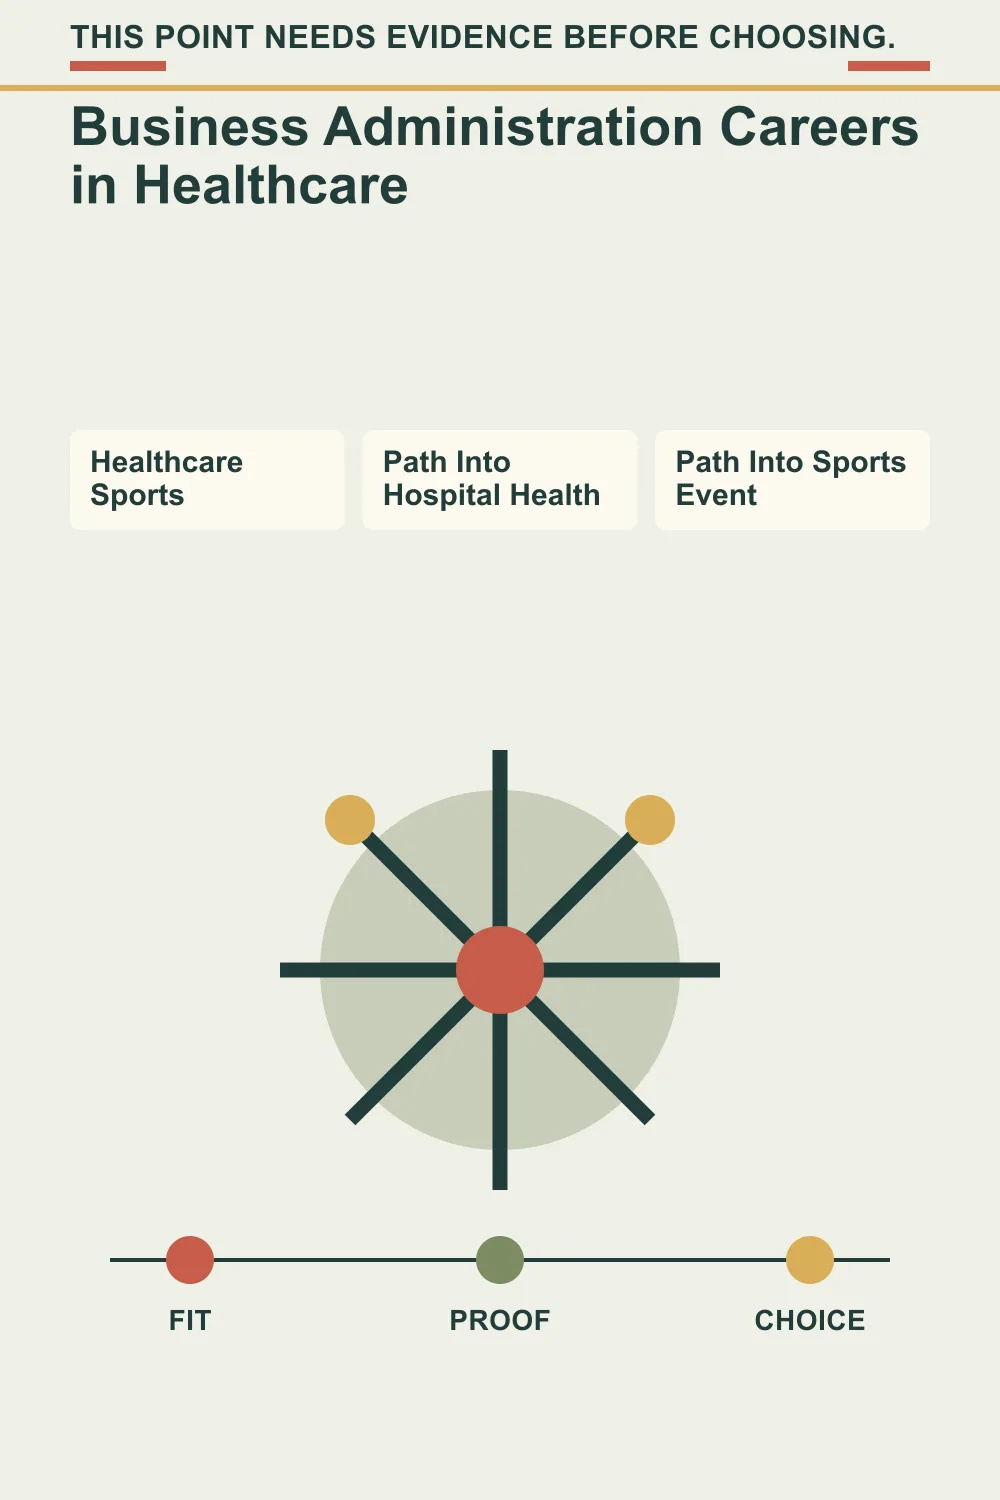 THIS POINT NEEDS EVIDENCE BEFORE CHOOSING.
Business Administration Careers
in Healthcare
Healthcare
Sports
Path Into
Hospital Health
Path Into Sports
Event
FIT
PROOF
CHOICE